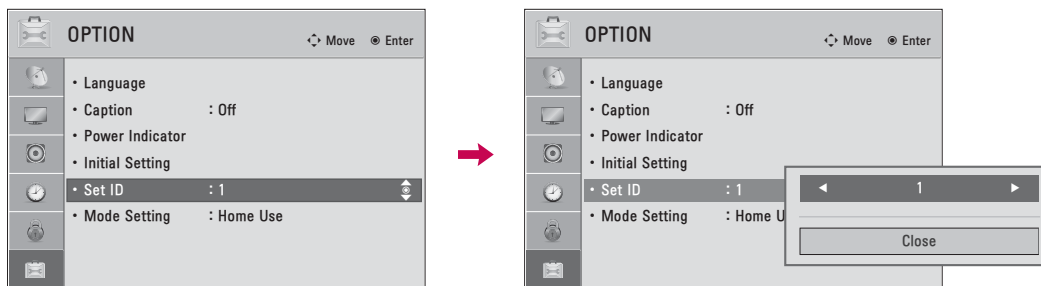 OPTION
Move Enter
• Language
• Caption : Off
• Power Indicator
• Initial Setting
• Set ID : 1
• Mode Setting : Home Use
OPTION
Move Enter
• Language
• Caption : Off
• Power Indicator
• Initial Setting
• Set ID : 1
• Mode Setting : Home U
◄ 1 ►
Close